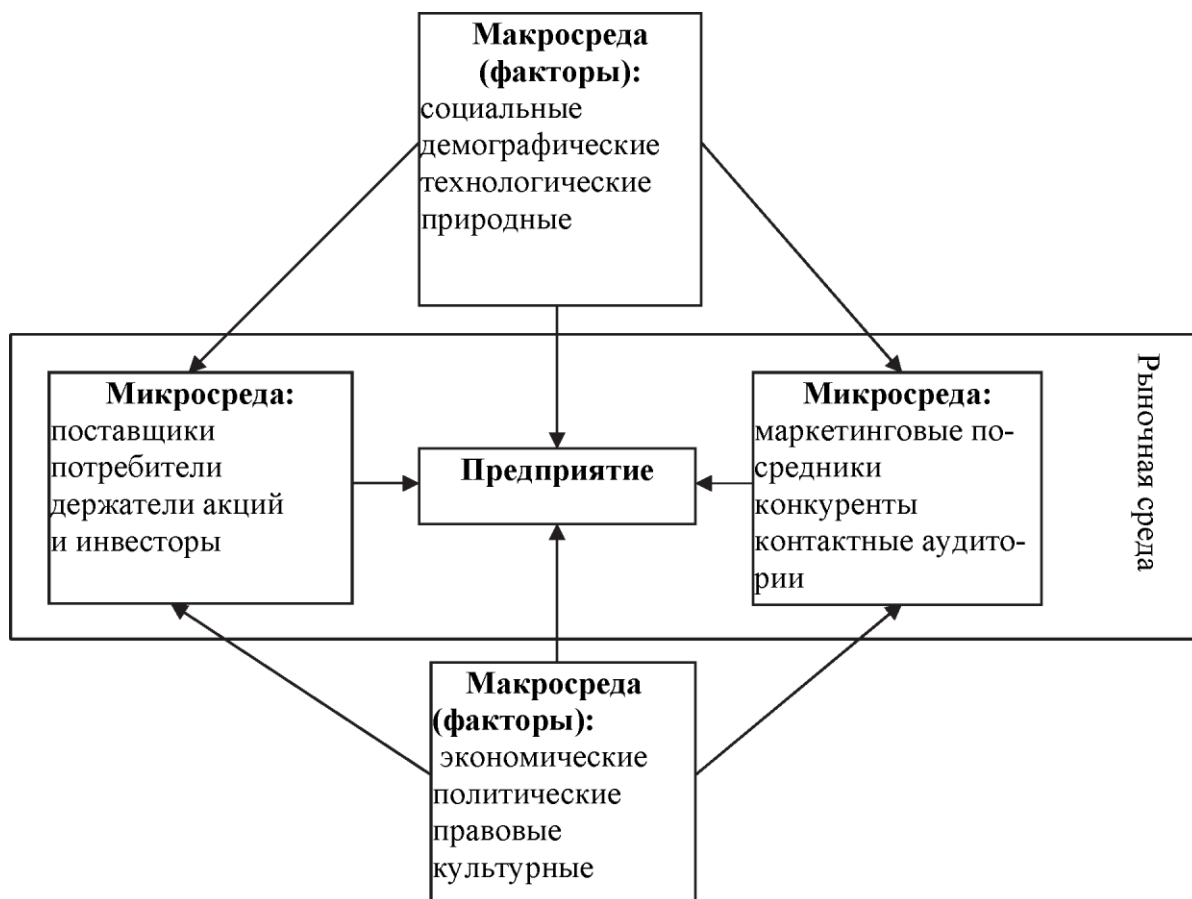 Макросреда
(факторы):
социальные
демографические
технологические
природные
Микросреда:
поставщики
потребители
держатели акций
и инвесторы
Предприятие
Микросреда:
маркетинговые по-
средники
конкуренты
контактные аудито-
рии
Рыночная среда
Макросреда
(факторы):
экономические
политические
правовые
культурные